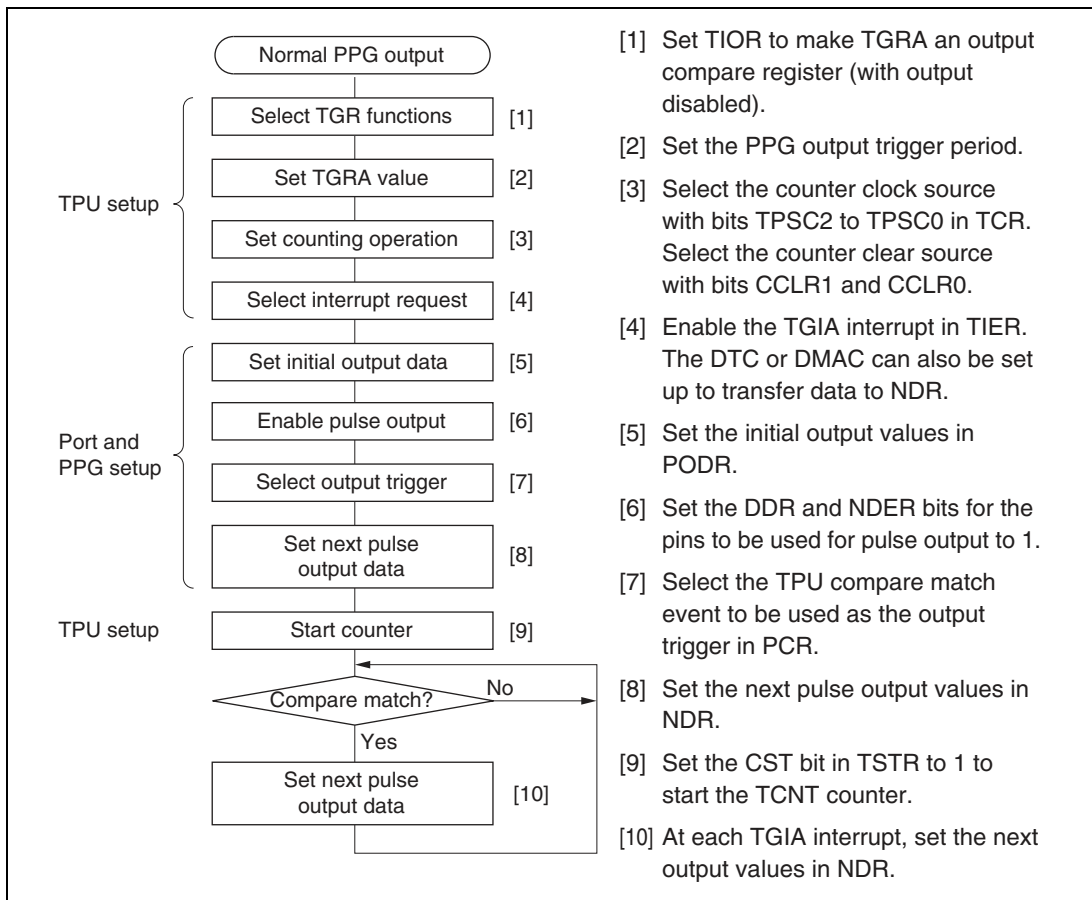 Normal PPG output
Select TGR functions [1]
Set TGRA value [2]
TPU setup
Set counting operation [3]
Select interrupt request [4]
Set initial output data [5]
Enable pulse output [6]
Port and
PPG setup
Select output trigger [7]
Set next pulse
output data [8]
TPU setup
Start counter [9]
Compare match? No
Yes
Set next pulse
output data [10]
[1] Set TIOR to make TGRA an output
compare register (with output
disabled).
[2] Set the PPG output trigger period.
[3] Select the counter clock source
with bits TPSC2 to TPSC0 in TCR.
Select the counter clear source
with bits CCLR1 and CCLR0.
[4] Enable the TGIA interrupt in TIER.
The DTC or DMAC can also be set
up to transfer data to NDR.
[5] Set the initial output values in
PODR.
[6] Set the DDR and NDER bits for the
pins to be used for pulse output to 1.
[7] Select the TPU compare match
event to be used as the output
trigger in PCR.
[8] Set the next pulse output values in
NDR.
[9] Set the CST bit in TSTR to 1 to
start the TCNT counter.
[10] At each TGIA interrupt, set the next
output values in NDR.